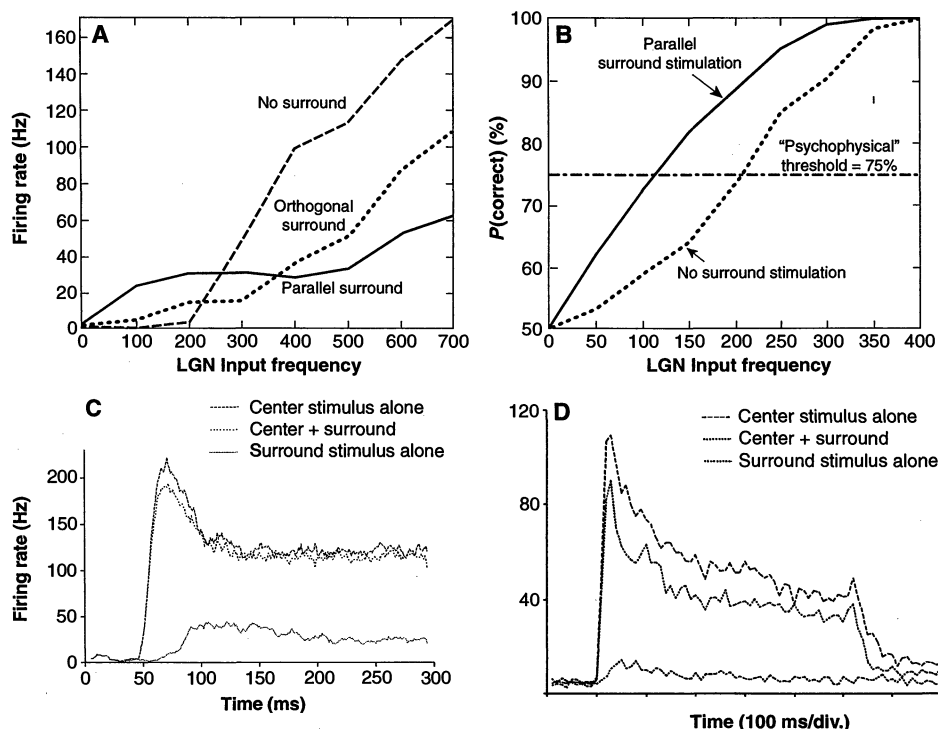 A
160
140
120
100
80
60
40
20
0
Firing rate (Hz)
No surround
Orthogonal
surround
Parallel surround
0 100 200 300 400 500 600 700
LGN Input frequency
B
100
90
80
70
60
50
P(correct) (%)
Parallel
surround stimulation
"Psychophysical"
threshold = 75%
No surround stimulation
0 50 100 150 200 250 300 350 400
LGN Input frequency
C
Center stimulus alone
Center + surround
Surround stimulus alone
200
150
100
50
0
Firing rate (Hz)
0 50 100 150 200 250 300
Time (ms)
D
Center stimulus alone
Center + surround
Surround stimulus alone
120
80
40
Time (100 ms/div.)